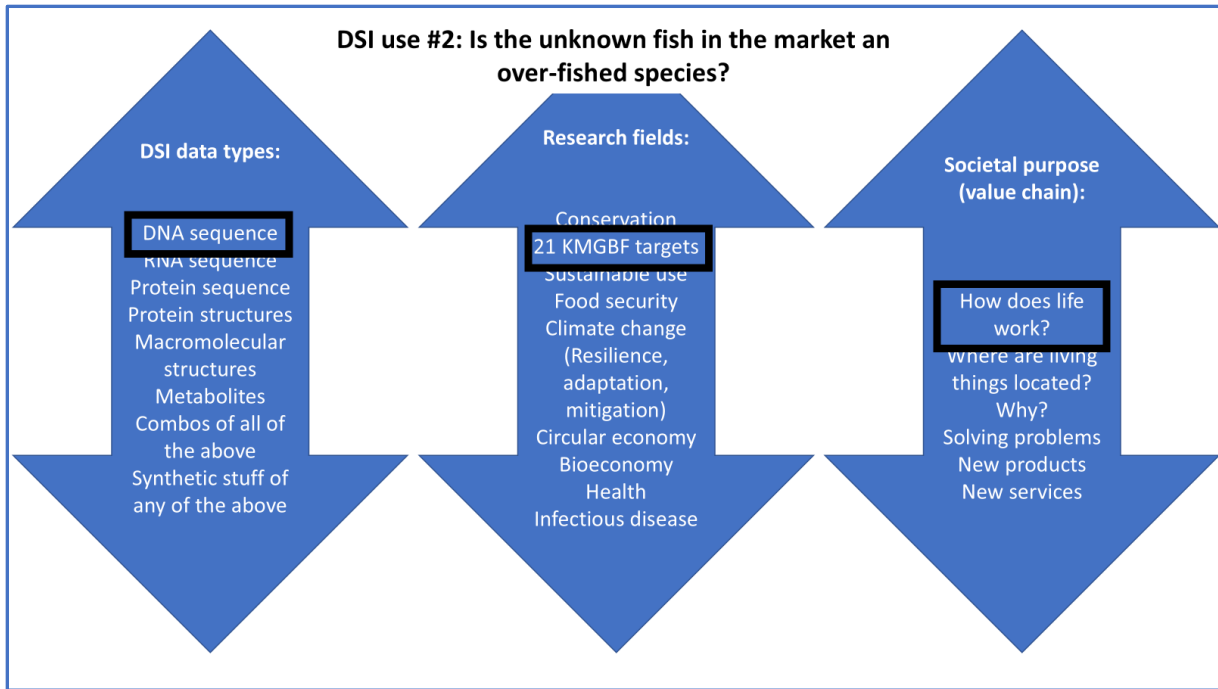 DSI use #2: Is the unknown fish in the market an
over-fished species?
DSI data types:
DNA sequence
RNA sequence
Protein sequence
Protein structures
Macromolecular
structures
Metabolites
Combos of all of
the above
Synthetic stuff of
any of the above
Research fields:
Conservation
21 KMGBF targets
Sustainable use
Food security
Climate change
(Resilience,
adaptation,
mitigation)
Circular economy
Bioeconomy
Health
Infectious disease
Societal purpose
(value chain):
How does life
work?
Where are living
things located?
Why?
Solving problems
New products
New services